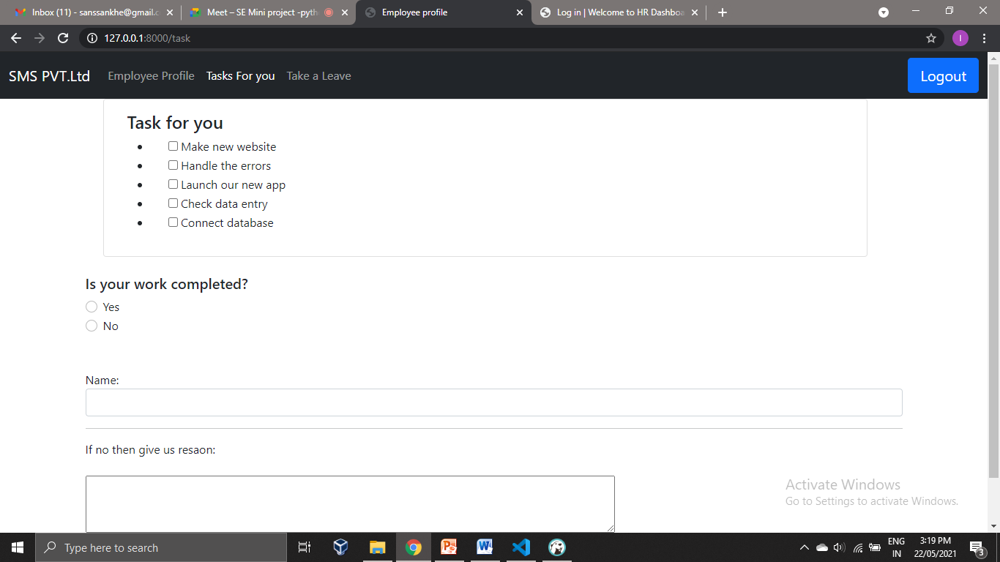 Inbox (11) - sanssankhe@gmail.c
Meet – SE Mini project -pyth
Employee profile
Log in | Welcome to HR Dashboa
127.0.0.1:8000/task
I
SMS PVT.Ltd
Employee Profile
Tasks For you
Take a Leave
Logout
Task for you
Make new website
Handle the errors
Launch our new app
Check data entry
Connect database
Is your work completed?
Yes
No
Name:
If no then give us resaon:
Activate Windows
Go to Settings to activate Windows.
Type here to search
ENG
IN
3:19 PM
22/05/2021
3